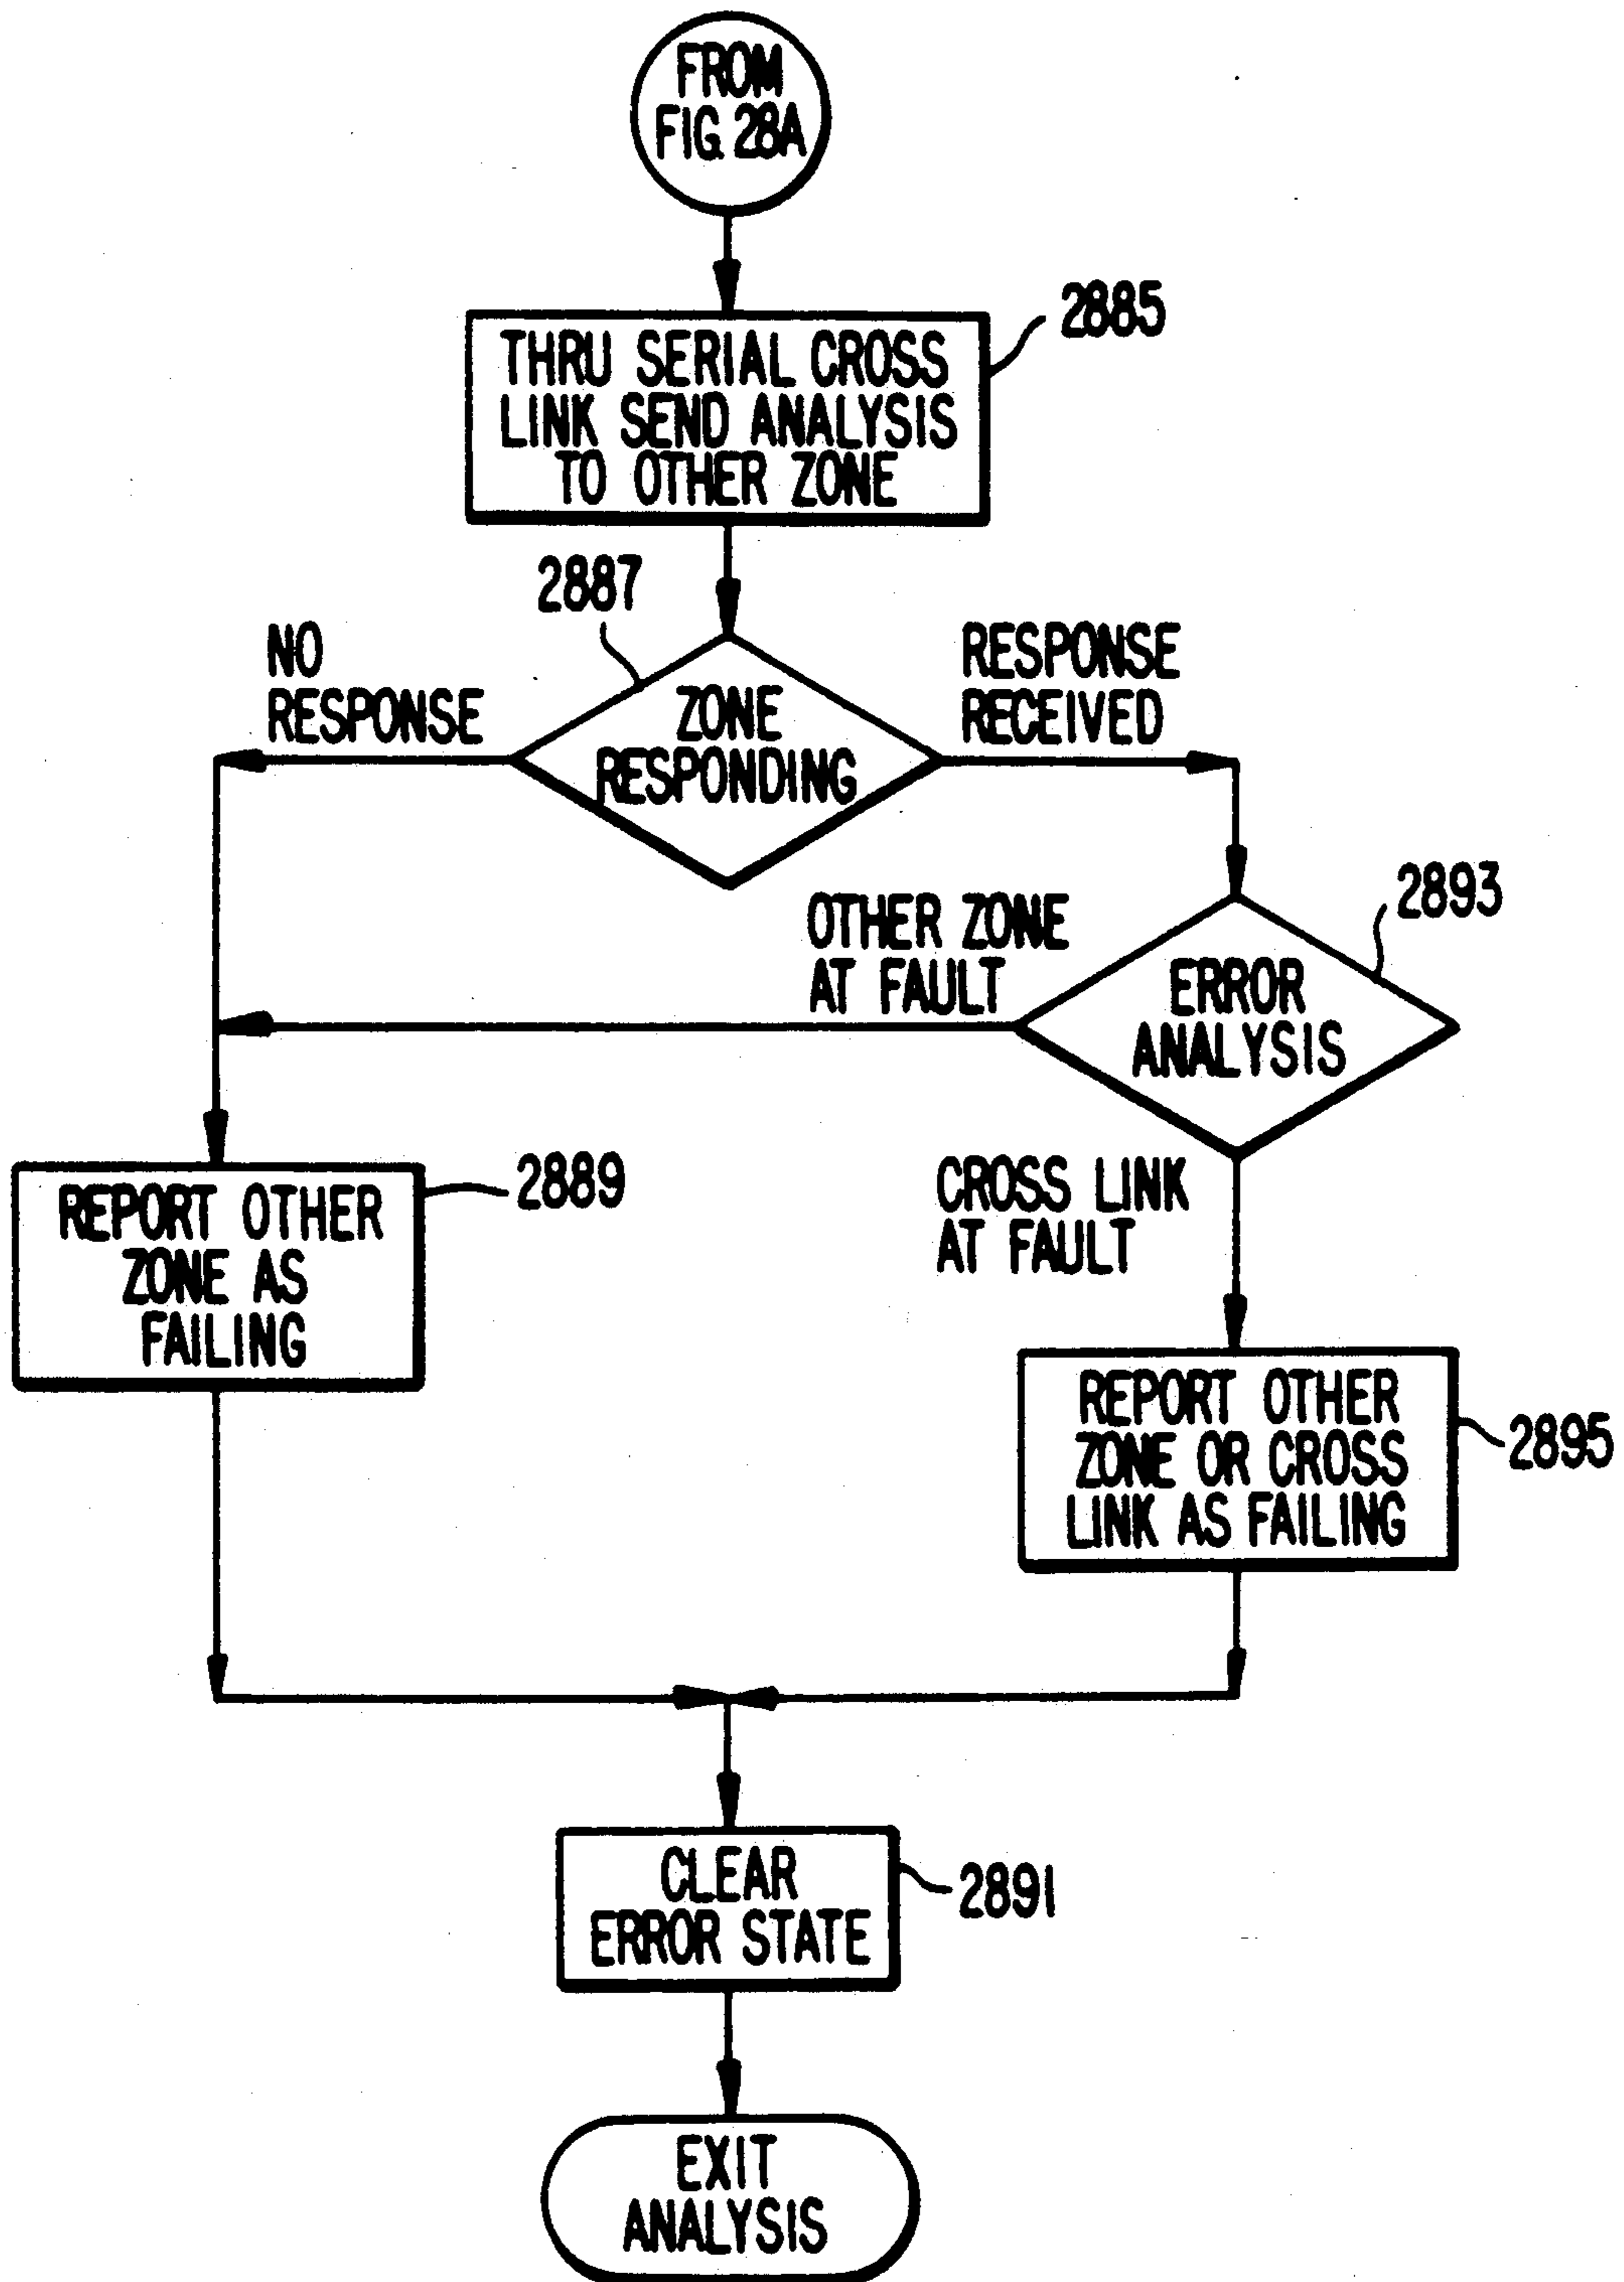 FROM
FIG. 28A
2885
THRU SERIAL CROSS
LINK SEND ANALYSIS
TO OTHER ZONE
2887
NO
RESPONSE
RESPONSE
RECEIVED
ZONE
RESPONDING
2893
OTHER ZONE
AT FAULT
ERROR
ANALYSIS
2889
REPORT OTHER
ZONE AS
FAILING
CROSS LINK
AT FAULT
REPORT OTHER
ZONE OR CROSS
LINK AS FAILING
2895
CLEAR
ERROR STATE
2891
EXIT
ANALYSIS